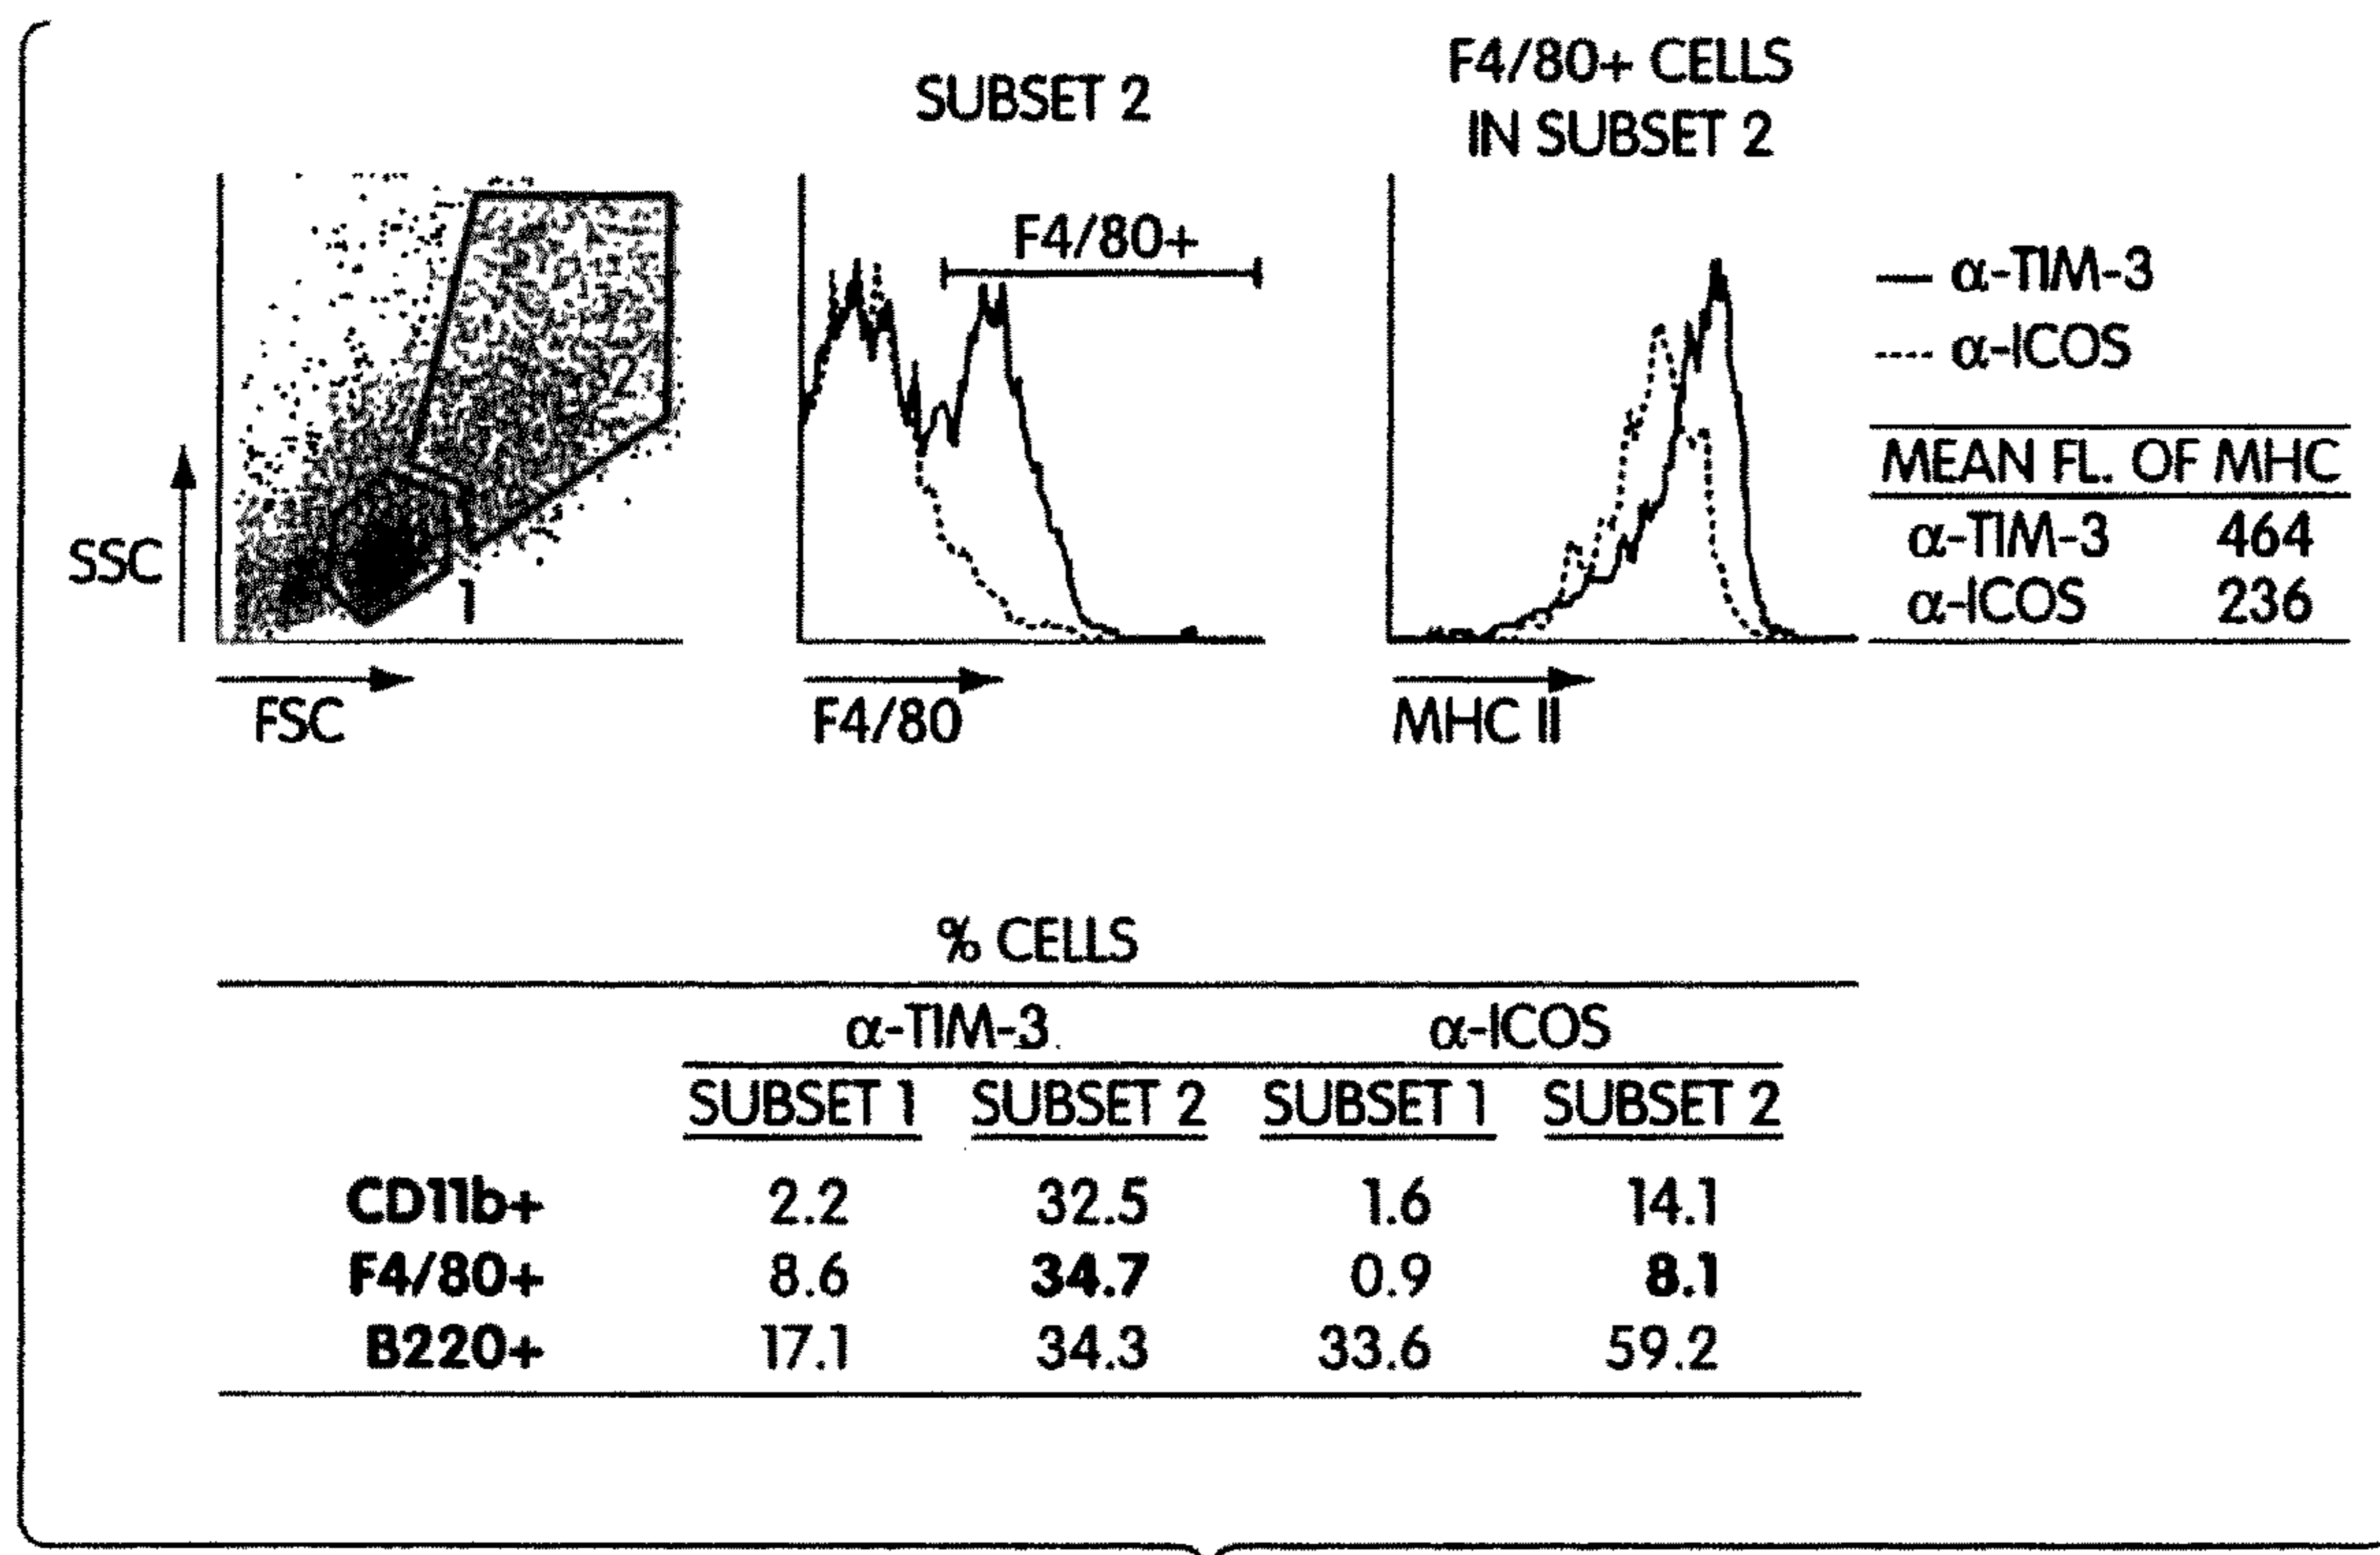 SUBSET 2
F4/80+ CELLS
IN SUBSET 2
SSC
FSC
2
1
F4/80+
F4/80
MHC II
α-TIM-3
α-ICOS
MEAN FL. OF MHC
α-TIM-3 464
α-ICOS 236
% CELLS
α-TIM-3 α-ICOS
SUBSET 1 SUBSET 2 SUBSET 1 SUBSET 2
CD11b+ 2.2 32.5 1.6 14.1
F4/80+ 8.6 34.7 0.9 8.1
B220+ 17.1 34.3 33.6 59.2